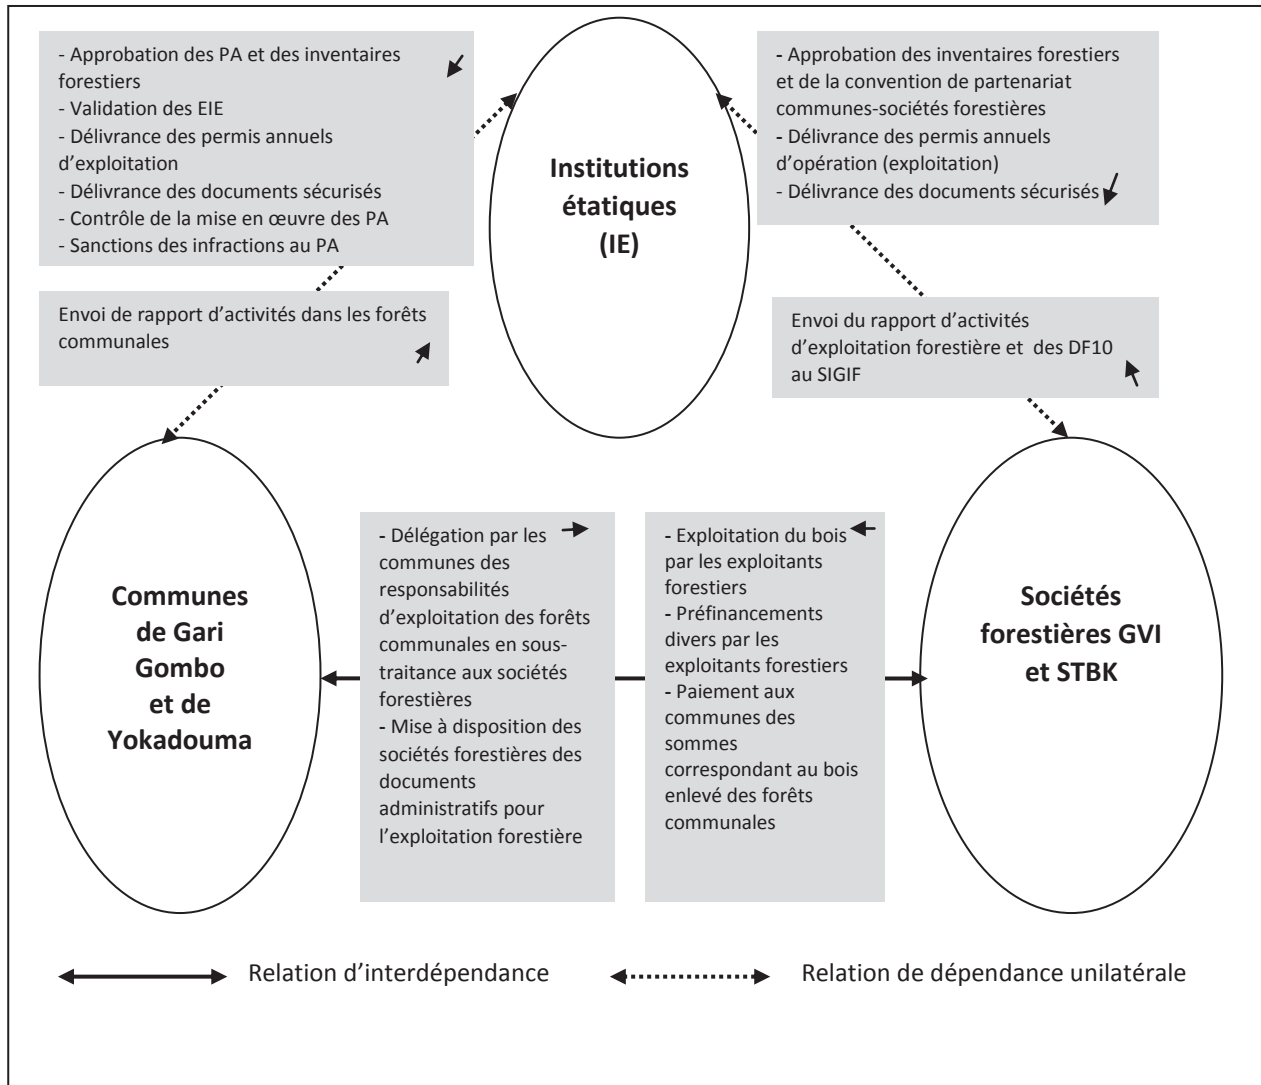 - Approbation des PA et des inventaires
forestiers
- Validation des EIE
- Délivrance des permis annuels
d’exploitation
- Délivrance des documents sécurisés
- Contrôle de la mise en œuvre des PA
- Sanctions des infractions au PA
Institutions
étatiques
(IE)
- Approbation des inventaires forestiers
et de la convention de partenariat
communes-sociétés forestières
- Délivrance des permis annuels
d’opération (exploitation)
- Délivrance des documents sécurisés
Envoi de rapport d’activités dans les forêts
communales
Envoi du rapport d’activités
d’exploitation forestière et des DF10
au SIGIF
Communes
de Gari
Gombo
et de
Yokadouma
- Délégation par les
communes des
responsabilités
d’exploitation des forêts
communales en sous-
traitance aux sociétés
forestières
- Mise à disposition des
sociétés forestières des
documents
administratifs pour
l’exploitation forestière
- Exploitation du bois
par les exploitants
forestiers
- Préfinancements
divers par les
exploitants forestiers
- Paiement aux
communes des
sommes
correspondant au bois
enlevé des forêts
communales
Sociétés
forestières GVI
et STBK
Relation d’interdépendance
Relation de dépendance unilatérale